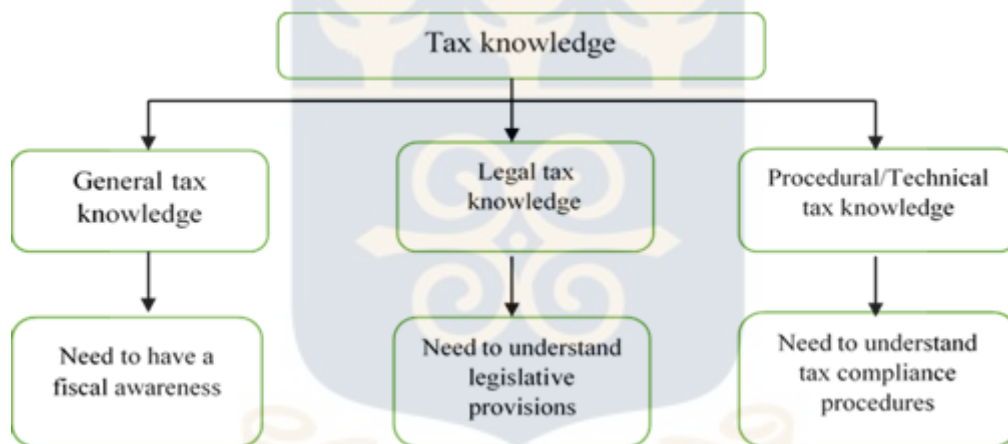 Tax knowledge
General tax
knowledge
Legal tax
knowledge
Procedural/Technical
tax knowledge
Need to have a
fiscal awareness
Need to understand
legislative
provisions
Need to understand
tax compliance
procedures